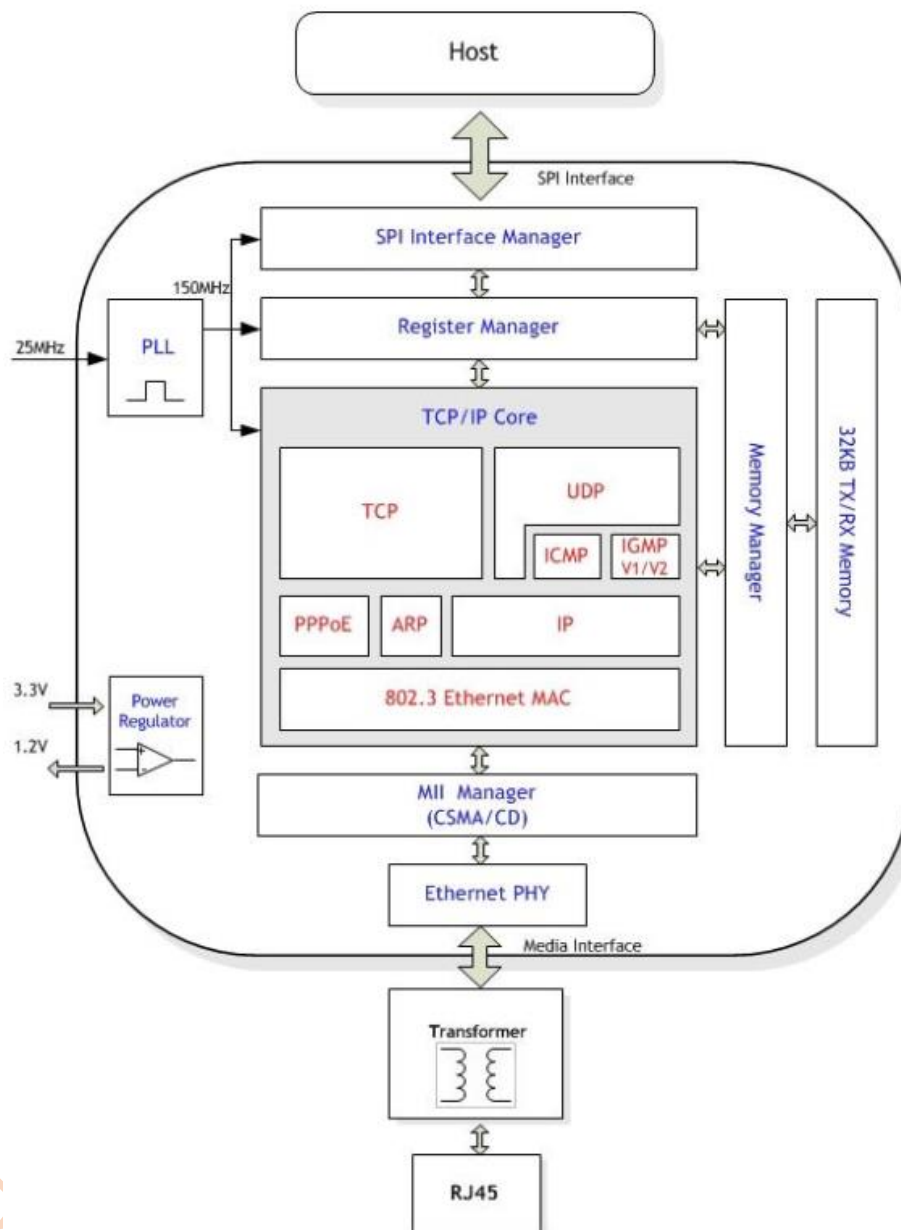 Host
SPI Interface
SPI Interface Manager
150MHz
Register Manager
25MHz
PLL
TCP/IP Core
TCP
UDP
ICMP
IGMP
V1/V2
PPPoE
ARP
IP
802.3 Ethernet MAC
Memory Manager
32KB TX/RX Memory
3.3V
Power
Regulator
1.2V
MII Manager
(CSMA/CD)
Ethernet PHY
Media Interface
Transformer
RJ45